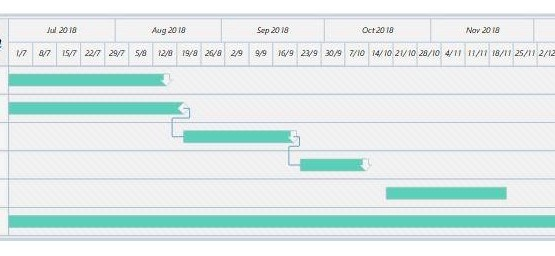 Jul 2018 Aug 2018 Sep 2018 Oct 2018 Nov 2018
1/7 8/7 15/7 22/7 29/7 5/8 12/8 19/8 26/8 2/9 9/9 16/9 23/9 30/9 7/10 14/10 21/10 28/10 4/11 11/11 18/11 25/11 2/12